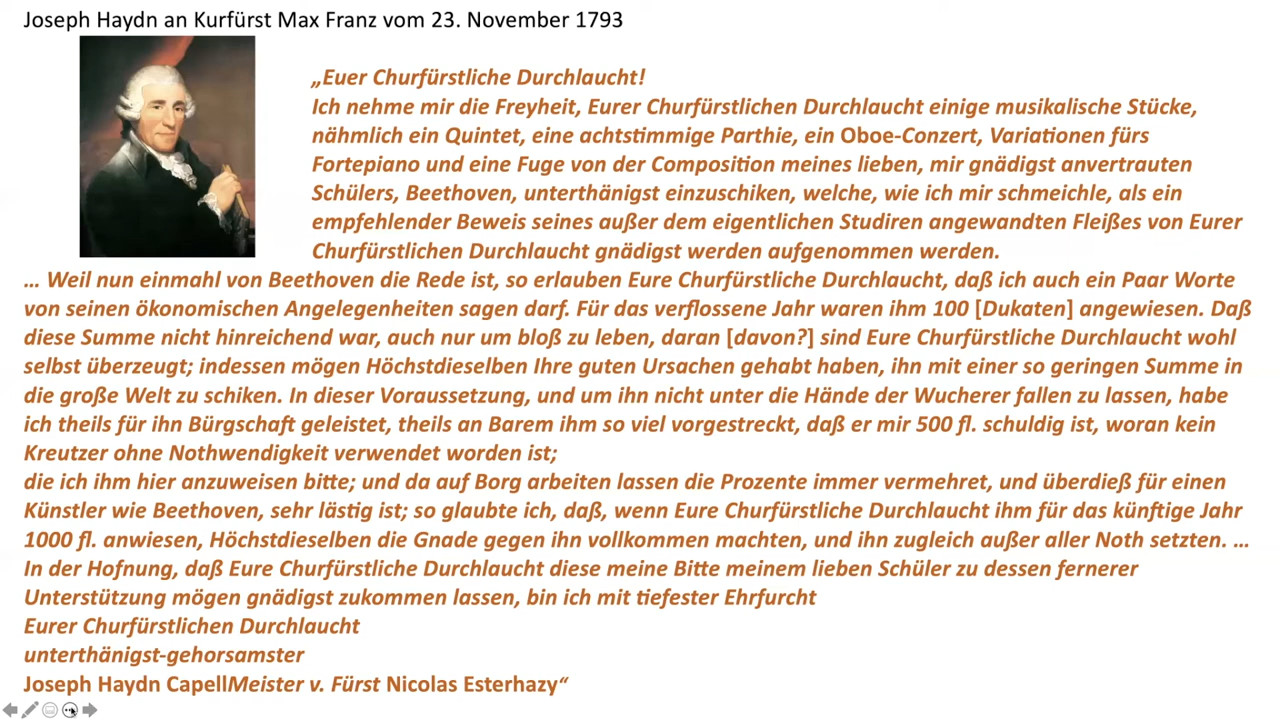 Joseph Haydn an Kurfürst Max Franz vom 23. November 1793
„Euer Churfürstliche Durchlaucht!
Ich nehme mir die Freyheit, Eurer Churfürstlichen Durchlaucht einige musikalische Stücke,
nähmlich ein Quintet, eine achtstimmige Parthie, ein Oboe-Conzert, Variationen fürs
Fortepiano und eine Fuge von der Composition meines lieben, mir gnädigst anvertrauten
Schülers, Beethoven, unterthänigst einzuschiken, welche, wie ich mir schmeichle, als ein
empfehlender Beweis seines außer dem eigentlichen Studiren angewandten Fleißes von Eurer
Churfürstlichen Durchlaucht gnädigst werden aufgenommen werden.
… Weil nun einmahl von Beethoven die Rede ist, so erlauben Eure Churfürstliche Durchlaucht, daß ich auch ein Paar Worte
von seinen ökonomischen Angelegenheiten sagen darf. Für das verflossene Jahr waren ihm 100 [Dukaten] angewiesen. Daß
diese Summe nicht hinreichend war, auch nur um bloß zu leben, daran [davon?] sind Eure Churfürstliche Durchlaucht wohl
selbst überzeugt; indessen mögen Höchstdieselben Ihre guten Ursachen gehabt haben, ihn mit einer so geringen Summe in
die große Welt zu schiken. In dieser Voraussetzung, und um ihn nicht unter die Hände der Wucherer fallen zu lassen, habe
ich theils für ihn Bürgschaft geleistet, theils an Barem ihm so viel vorgestreckt, daß er mir 500 fl. schuldig ist, woran kein
Kreutzer ohne Nothwendigkeit verwendet worden ist;
die ich ihm hier anzuweisen bitte; und da auf Borg arbeiten lassen die Prozente immer vermehret, und überdieß für einen
Künstler wie Beethoven, sehr lästig ist; so glaubte ich, daß, wenn Eure Churfürstliche Durchlaucht ihm für das künftige Jahr
1000 fl. anwiesen, Höchstdieselben die Gnade gegen ihn vollkommen machten, und ihn zugleich außer aller Noth setzten. …
In der Hofnung, daß Eure Churfürstliche Durchlaucht diese meine Bitte meinem lieben Schüler zu dessen fernerer
Unterstützung mögen gnädigst zukommen lassen, bin ich mit tiefester Ehrfurcht
Eurer Churfürstlichen Durchlaucht
unterthänigst-gehorsamster
Joseph Haydn CapellMeister v. Fürst Nicolas Esterhazy“